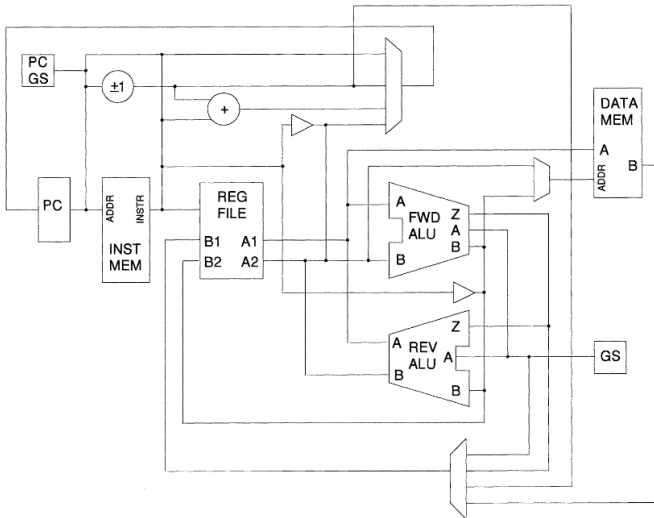 PC
GS
±1
+
DATA
MEM
A
B
ADDR
PC
ADDR
INSTR
INST
MEM
REG
FILE
B1
A1
B2
A2
A
FWD
ALU
Z
A
B
B
A
REV
ALU
Z
A
B
B
GS